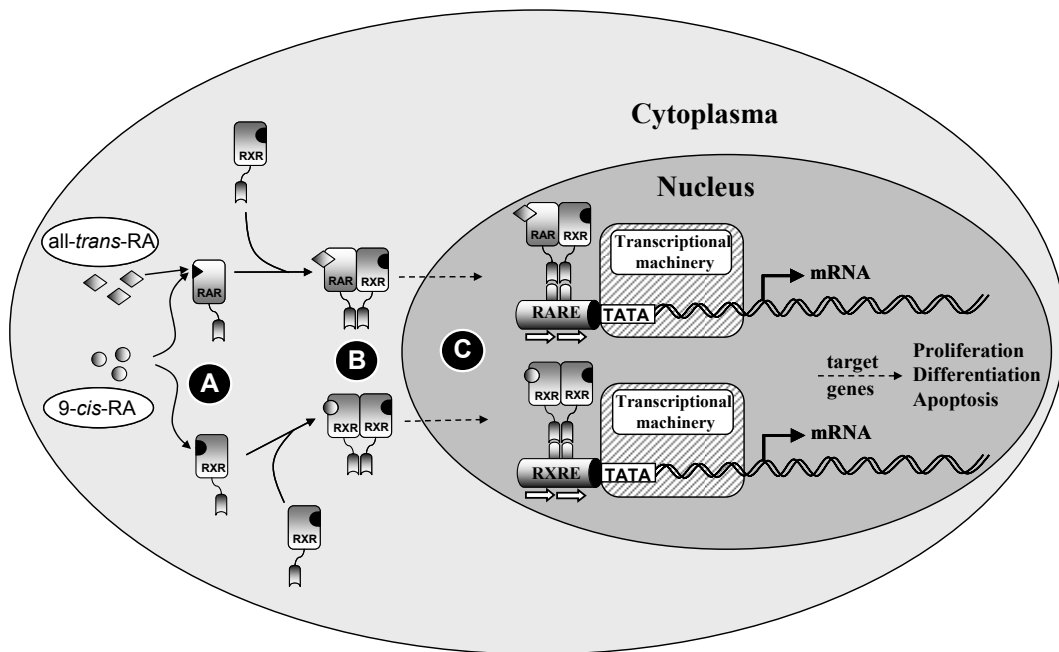 Cytoplasma
Nucleus
RXR
all-trans-RA
RAR
9-cis-RA
RXR
RXR
A
B
C
RAR RXR
RXR RXR
RAR RXR
Transcriptional
machinery
mRNA
RARE TATA
RXR RXR
Transcriptional
machinery
mRNA
RXRE TATA
target
genes
Proliferation
Differentiation
Apoptosis